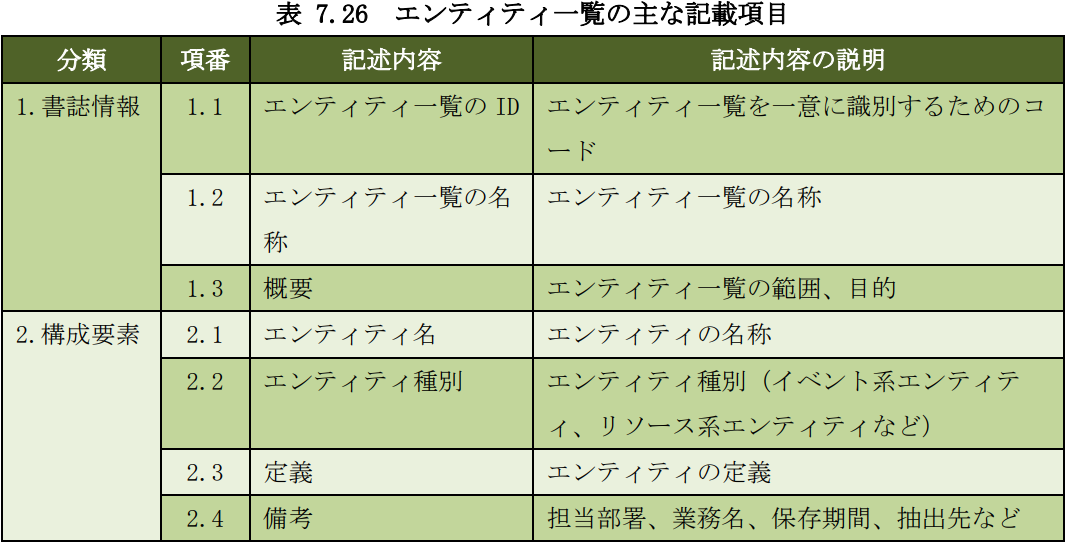 表 7.26 エンティティ一覧の主な記載項目
分類 項番 記述内容 記述内容の説明
1.書誌情報 1.1 エンティティ一覧の ID エンティティ一覧を一意に識別するためのコ
ード
1.2 エンティティ一覧の名 エンティティ一覧の名称
称
1.3 概要 エンティティ一覧の範囲、目的
2.構成要素 2.1 エンティティ名 エンティティの名称
2.2 エンティティ種別 エンティティ種別（イベント系エンティテ
ィ、リソース系エンティティなど）
2.3 定義 エンティティの定義
2.4 備考 担当部署、業務名、保存期間、抽出先など